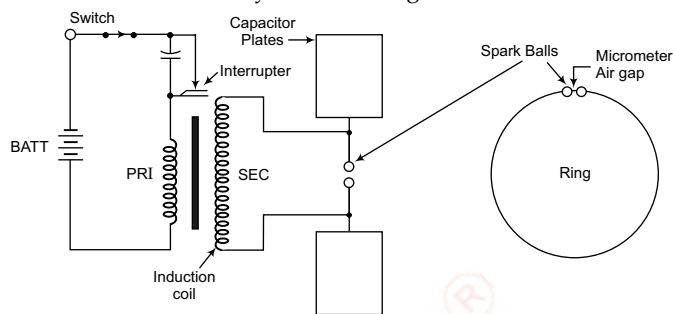 Switch
Capacitor
Plates
Spark Balls
Micrometer
Air gap
Interrupter
BATT
PRI
SEC
Ring
Induction
coil
R